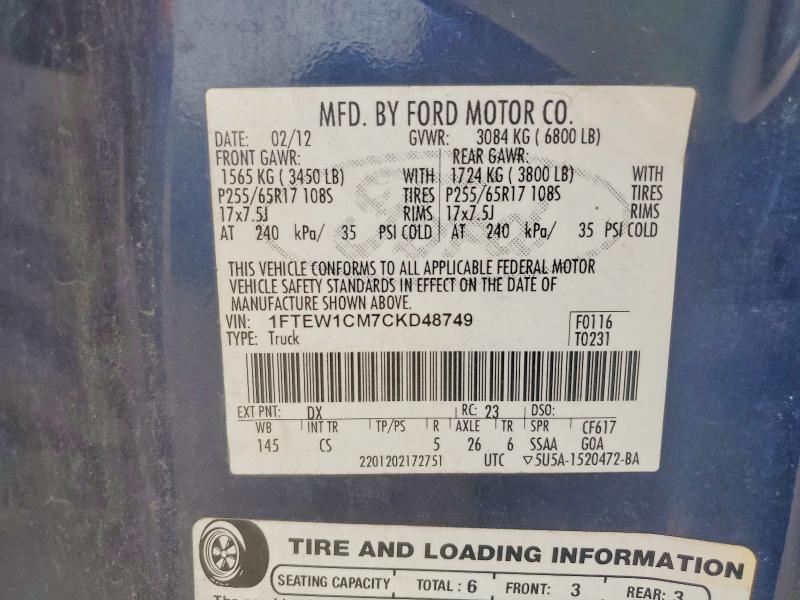 MFD. BY FORD MOTOR CO.
DATE: 02/12 GVWR: 3084 KG ( 6800 LB)
FRONT GAWR: REAR GAWR:
1565 KG ( 3450 LB) WITH 1724 KG ( 3800 LB) WITH
P255/65R17 108S TIRES P255/65R17 108S TIRES
17x7.5J RIMS 17x7.5J RIMS
AT 240 kPa/ 35 PSI COLD AT 240 kPa/ 35 PSI COLD
THIS VEHICLE CONFORMS TO ALL APPLICABLE FEDERAL MOTOR
VEHICLE SAFETY STANDARDS IN EFFECT ON THE DATE OF
MANUFACTURE SHOWN ABOVE.
VIN: 1FTEW1CM7CKD48749 F0116
TYPE: Truck T0231
EXT PNT: DX RC: 23 DSO:
WB INT TR TP/PS R AXLE TR SPR CF617
145 CS 5 26 6 SSAA GOA
2201202172751 UTC ▽5U5A-1520472-BA
TIRE AND LOADING INFORMATION
SEATING CAPACITY TOTAL : 6 FRONT: 3 REAR: 3